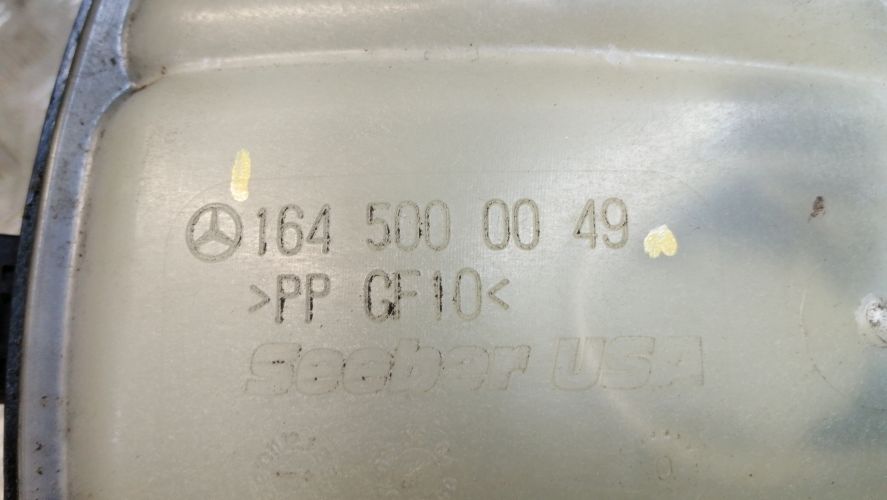 164 500 00 49
>PP GF10<
Seeber USA